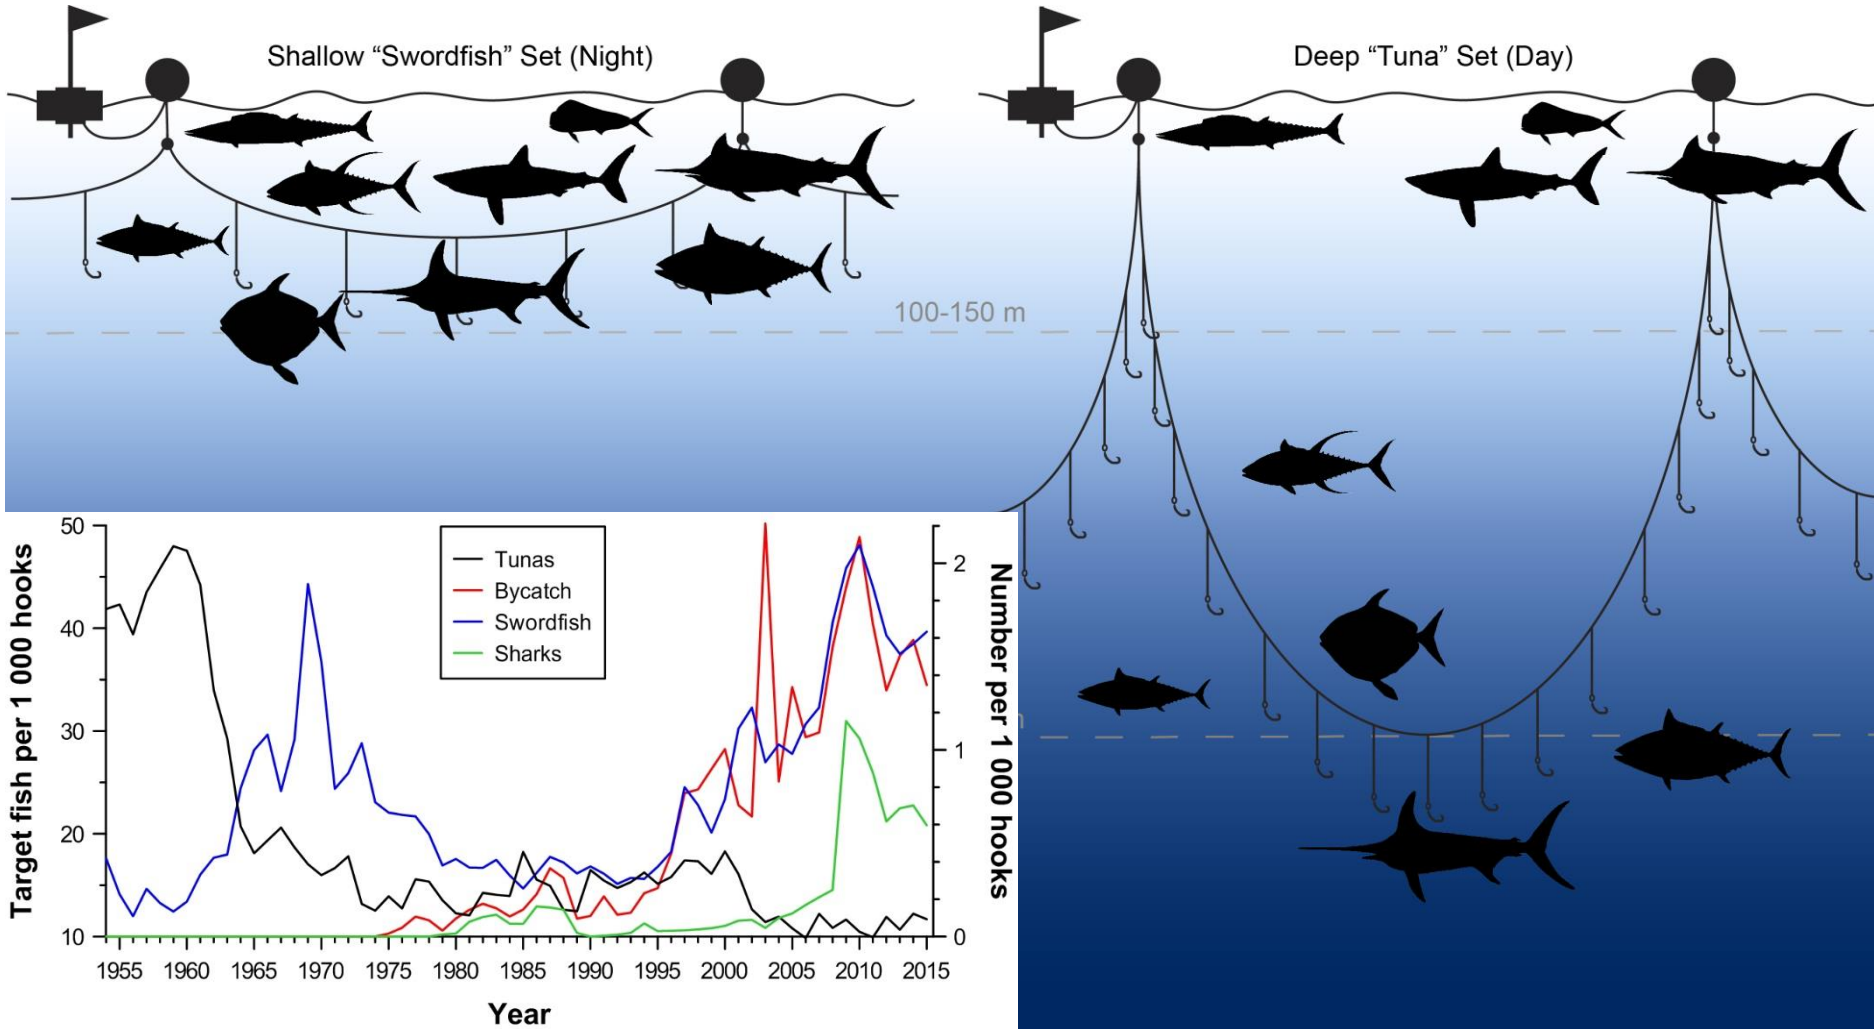 Shallow “Swordfish” Set (Night)
Deep “Tuna” Set (Day)
100-150 m
Target fish per 1 000 hooks
50
40
30
20
10
Tunas
Bycatch
Swordfish
Sharks
2
1
0
Number per 1 000 hooks
1955 1960 1965 1970 1975 1980 1985 1990 1995 2000 2005 2010 2015
Year